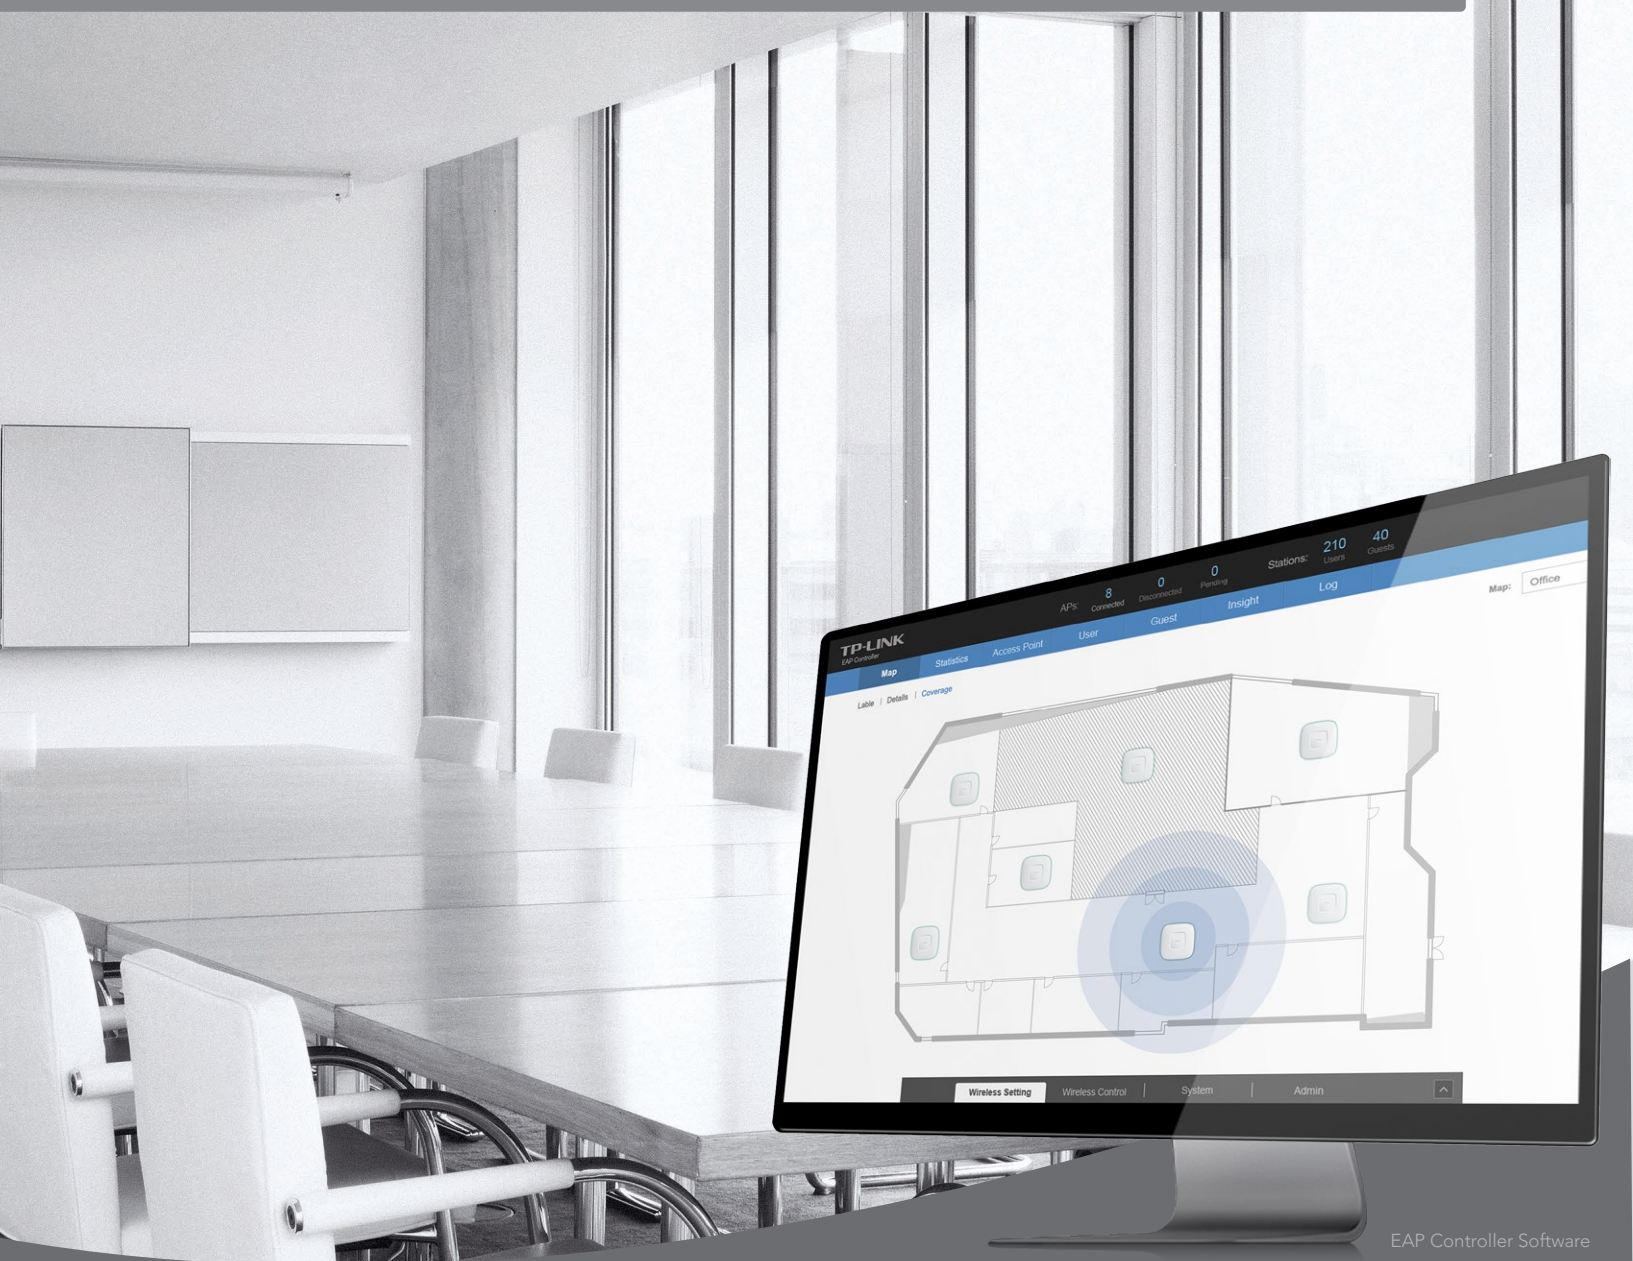 APs: 8 Connected 0 Disconnected 0 Pending Stations: 210 Users 40 Guests
TP-LINK
EAP Controller
Map Statistics Access Point User Guest Insight Log
Map: Office
Lable | Details | Coverage
Wireless Setting Wireless Control System Admin
EAP Controller Software